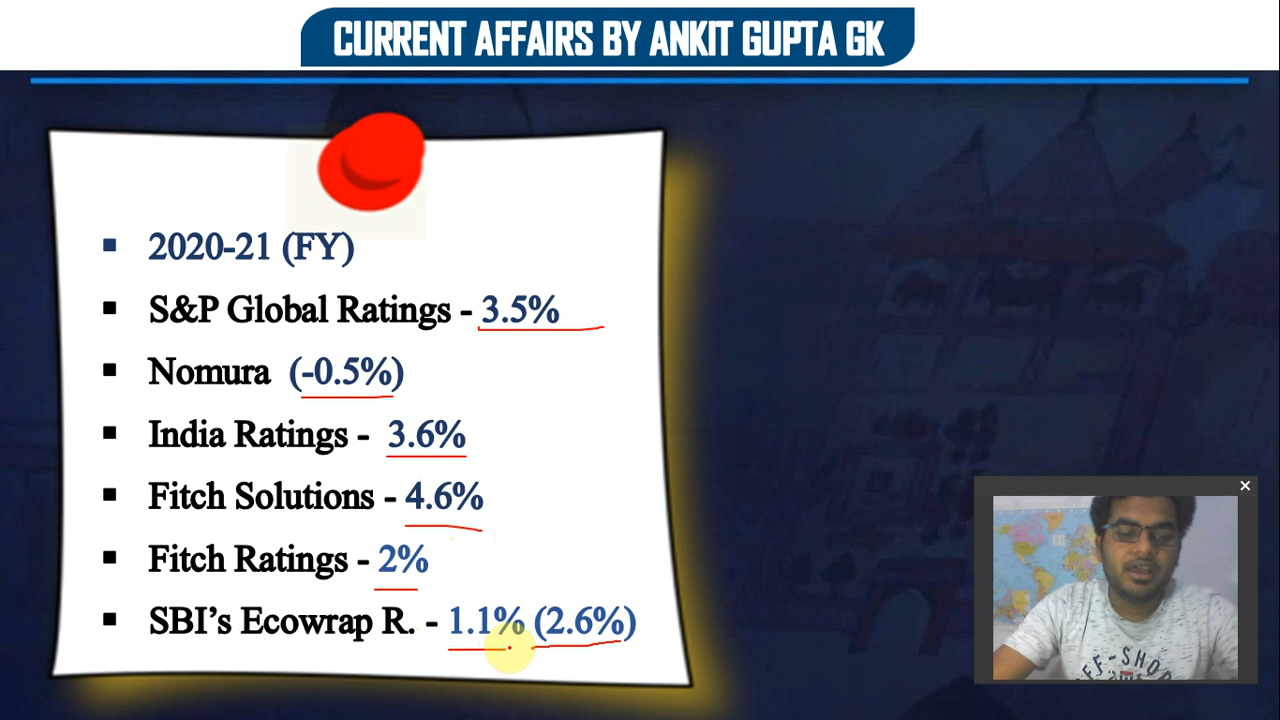 CURRENT AFFAIRS BY ANKIT GUPTA GK
▪ 2020-21 (FY)
▪ S&P Global Ratings - 3.5%
▪ Nomura (-0.5%)
▪ India Ratings - 3.6%
▪ Fitch Solutions - 4.6%
▪ Fitch Ratings - 2%
▪ SBI’s Ecowrap R. - 1.1% (2.6%)